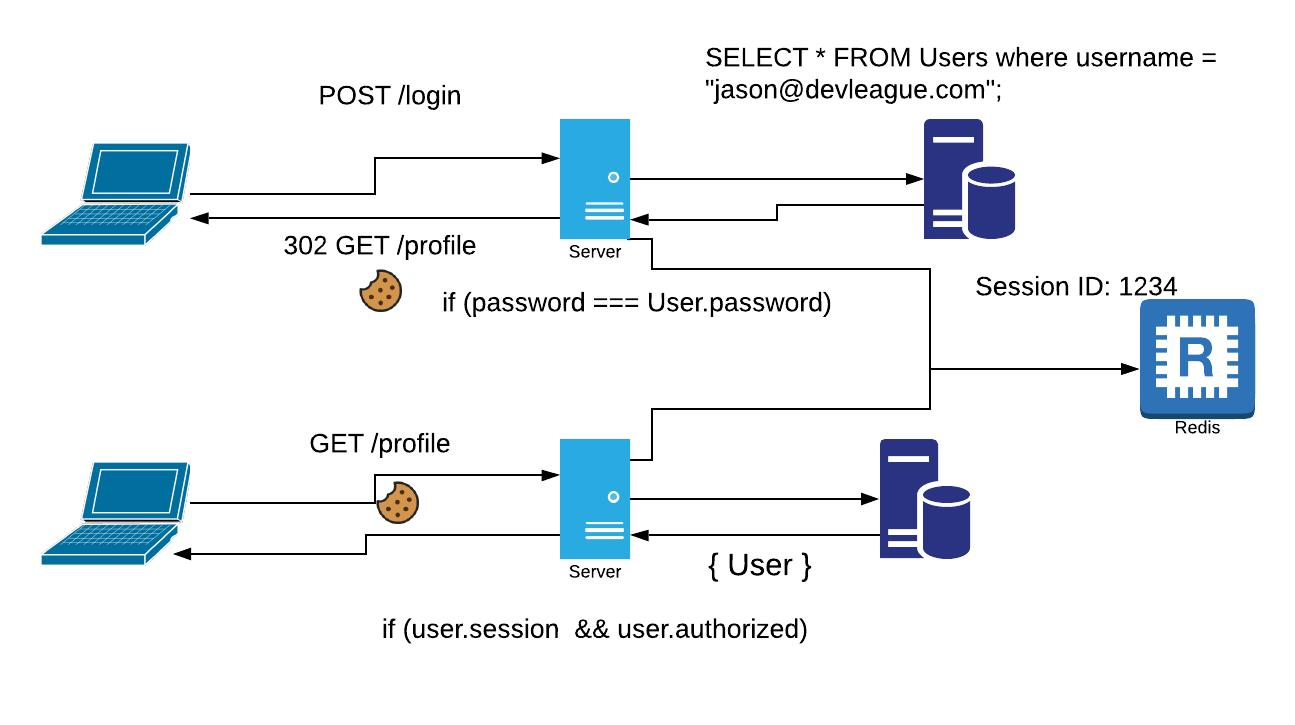 SELECT * FROM Users where username =
"jason@devleague.com";
POST /login
302 GET /profile
Server
if (password === User.password)
Session ID: 1234
R
Redis
GET /profile
Server
{ User }
if (user.session  && user.authorized)